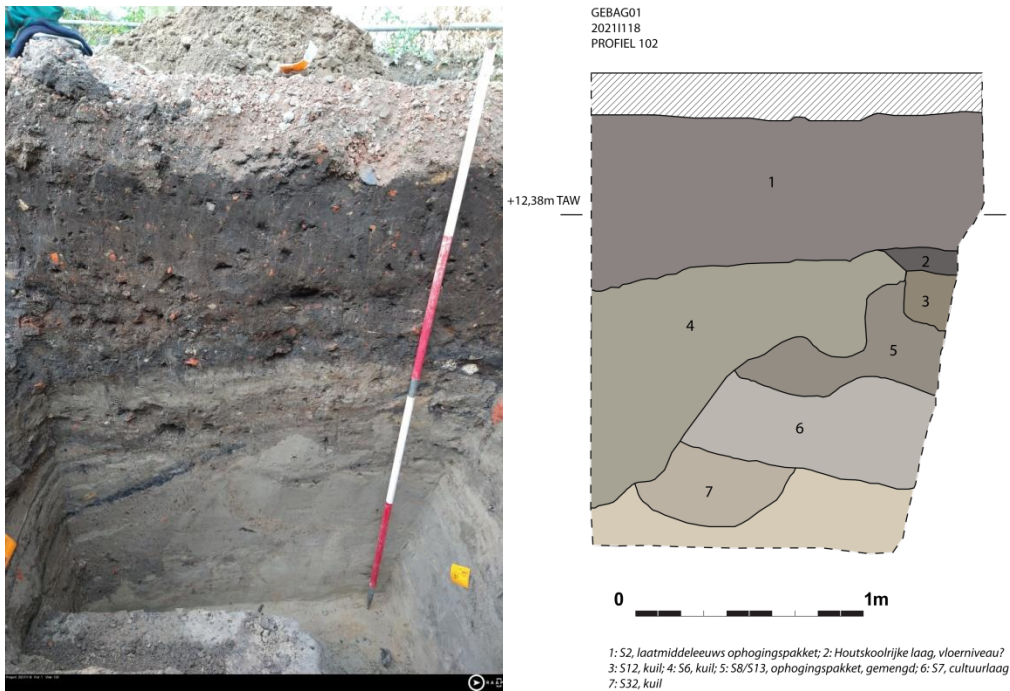 GEBAG01
2021I118
PROFIEL 102
1
+12,38m TAW
2
3
4
5
6
7
0
1m
1: S2, laatmiddeleeuws ophogingspakket; 2: Houtskoolrijke laag, vloerniveau?
3: S12, kuil; 4: S6, kuil; 5: S8/S13, ophogingspakket, gemengd; 6: S7, cultuurlaag
7: S32, kuil
RAAP